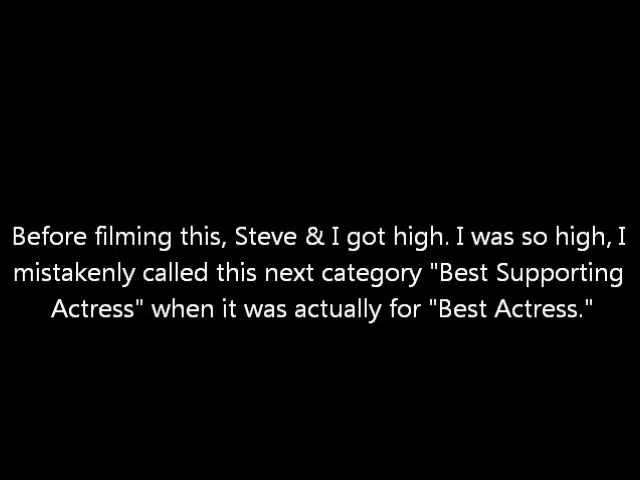 Before filming this, Steve & I got high. I was so high, I
mistakenly called this next category "Best Supporting
Actress" when it was actually for "Best Actress."